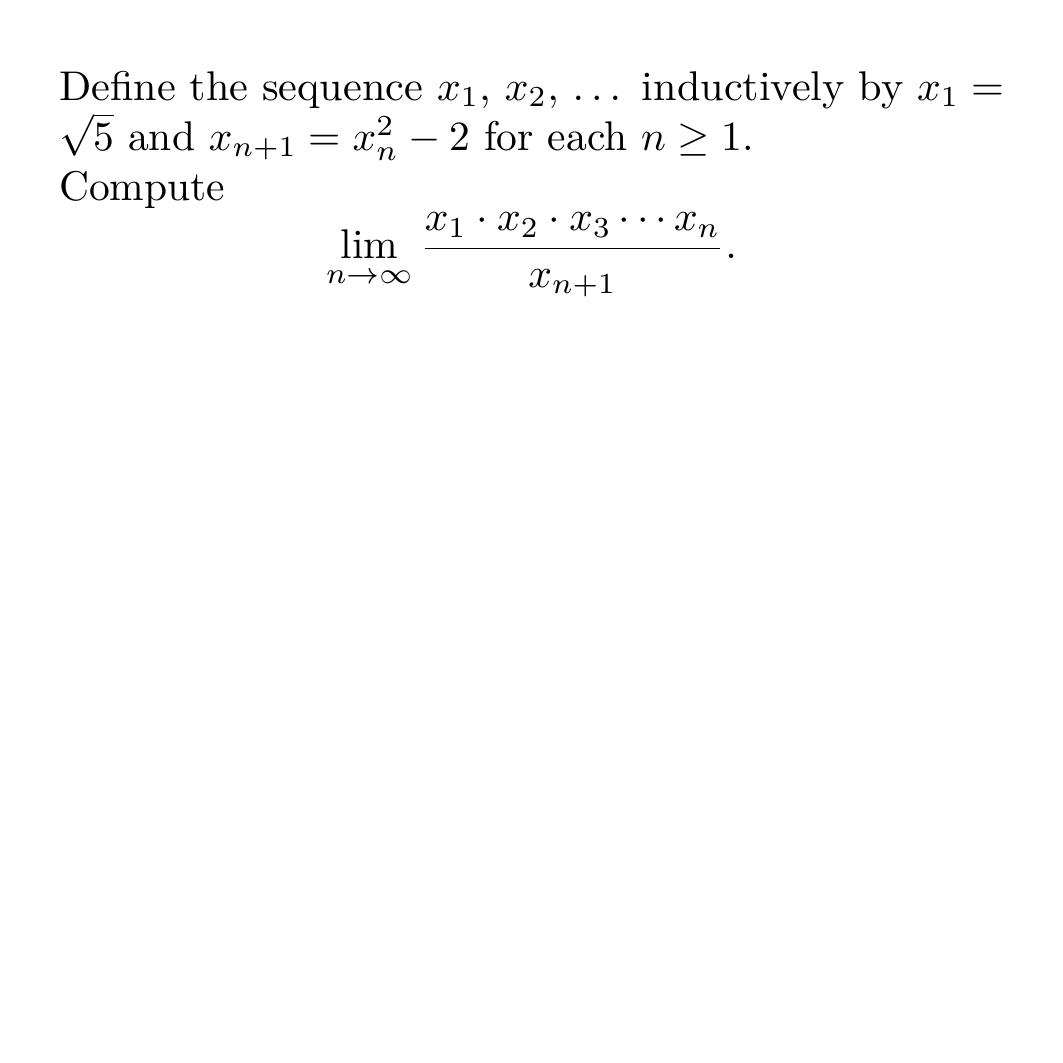 Define the sequence $x_1$, $x_2$, $\dots$ inductively by $x_1 =$
$\sqrt{5}$ and $x_{n+1} = x_n^2 - 2$ for each $n \geq 1$.
Compute
$$\lim_{n \to \infty} \frac{x_1 \cdot x_2 \cdot x_3 \cdots x_n}{x_{n+1}}.$$